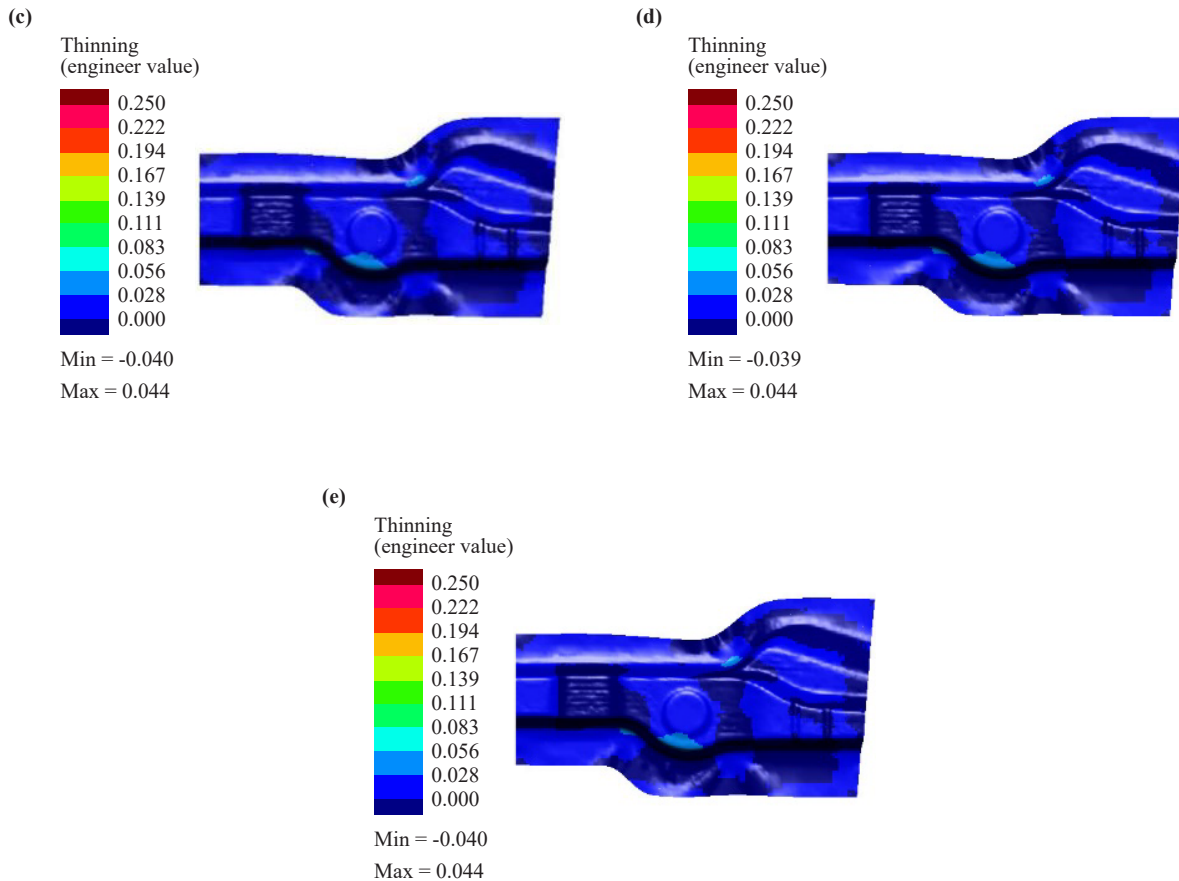 (c)
Thinning
(engineer value)
0.250
0.222
0.194
0.167
0.139
0.111
0.083
0.056
0.028
0.000
Min = -0.040
Max = 0.044
(d)
Thinning
(engineer value)
0.250
0.222
0.194
0.167
0.139
0.111
0.083
0.056
0.028
0.000
Min = -0.039
Max = 0.044
(e)
Thinning
(engineer value)
0.250
0.222
0.194
0.167
0.139
0.111
0.083
0.056
0.028
0.000
Min = -0.040
Max = 0.044